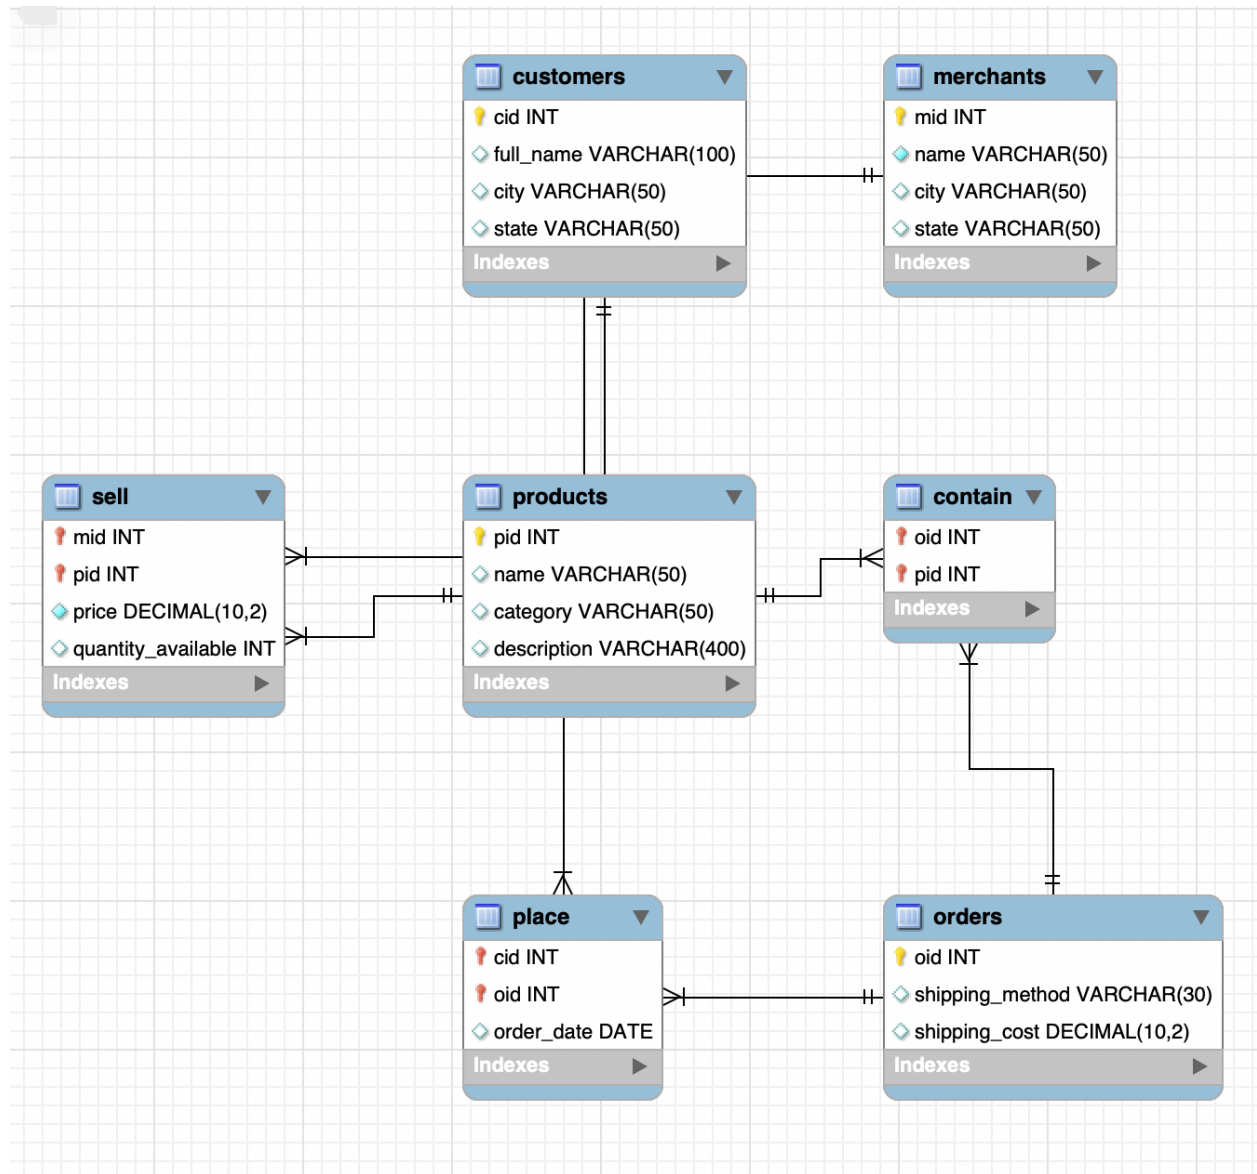 customers
cid INT
full_name VARCHAR(100)
city VARCHAR(50)
state VARCHAR(50)
Indexes
merchants
mid INT
name VARCHAR(50)
city VARCHAR(50)
state VARCHAR(50)
Indexes
sell
mid INT
pid INT
price DECIMAL(10,2)
quantity_available INT
Indexes
products
pid INT
name VARCHAR(50)
category VARCHAR(50)
description VARCHAR(400)
Indexes
contain
oid INT
pid INT
Indexes
place
cid INT
oid INT
order_date DATE
Indexes
orders
oid INT
shipping_method VARCHAR(30)
shipping_cost DECIMAL(10,2)
Indexes